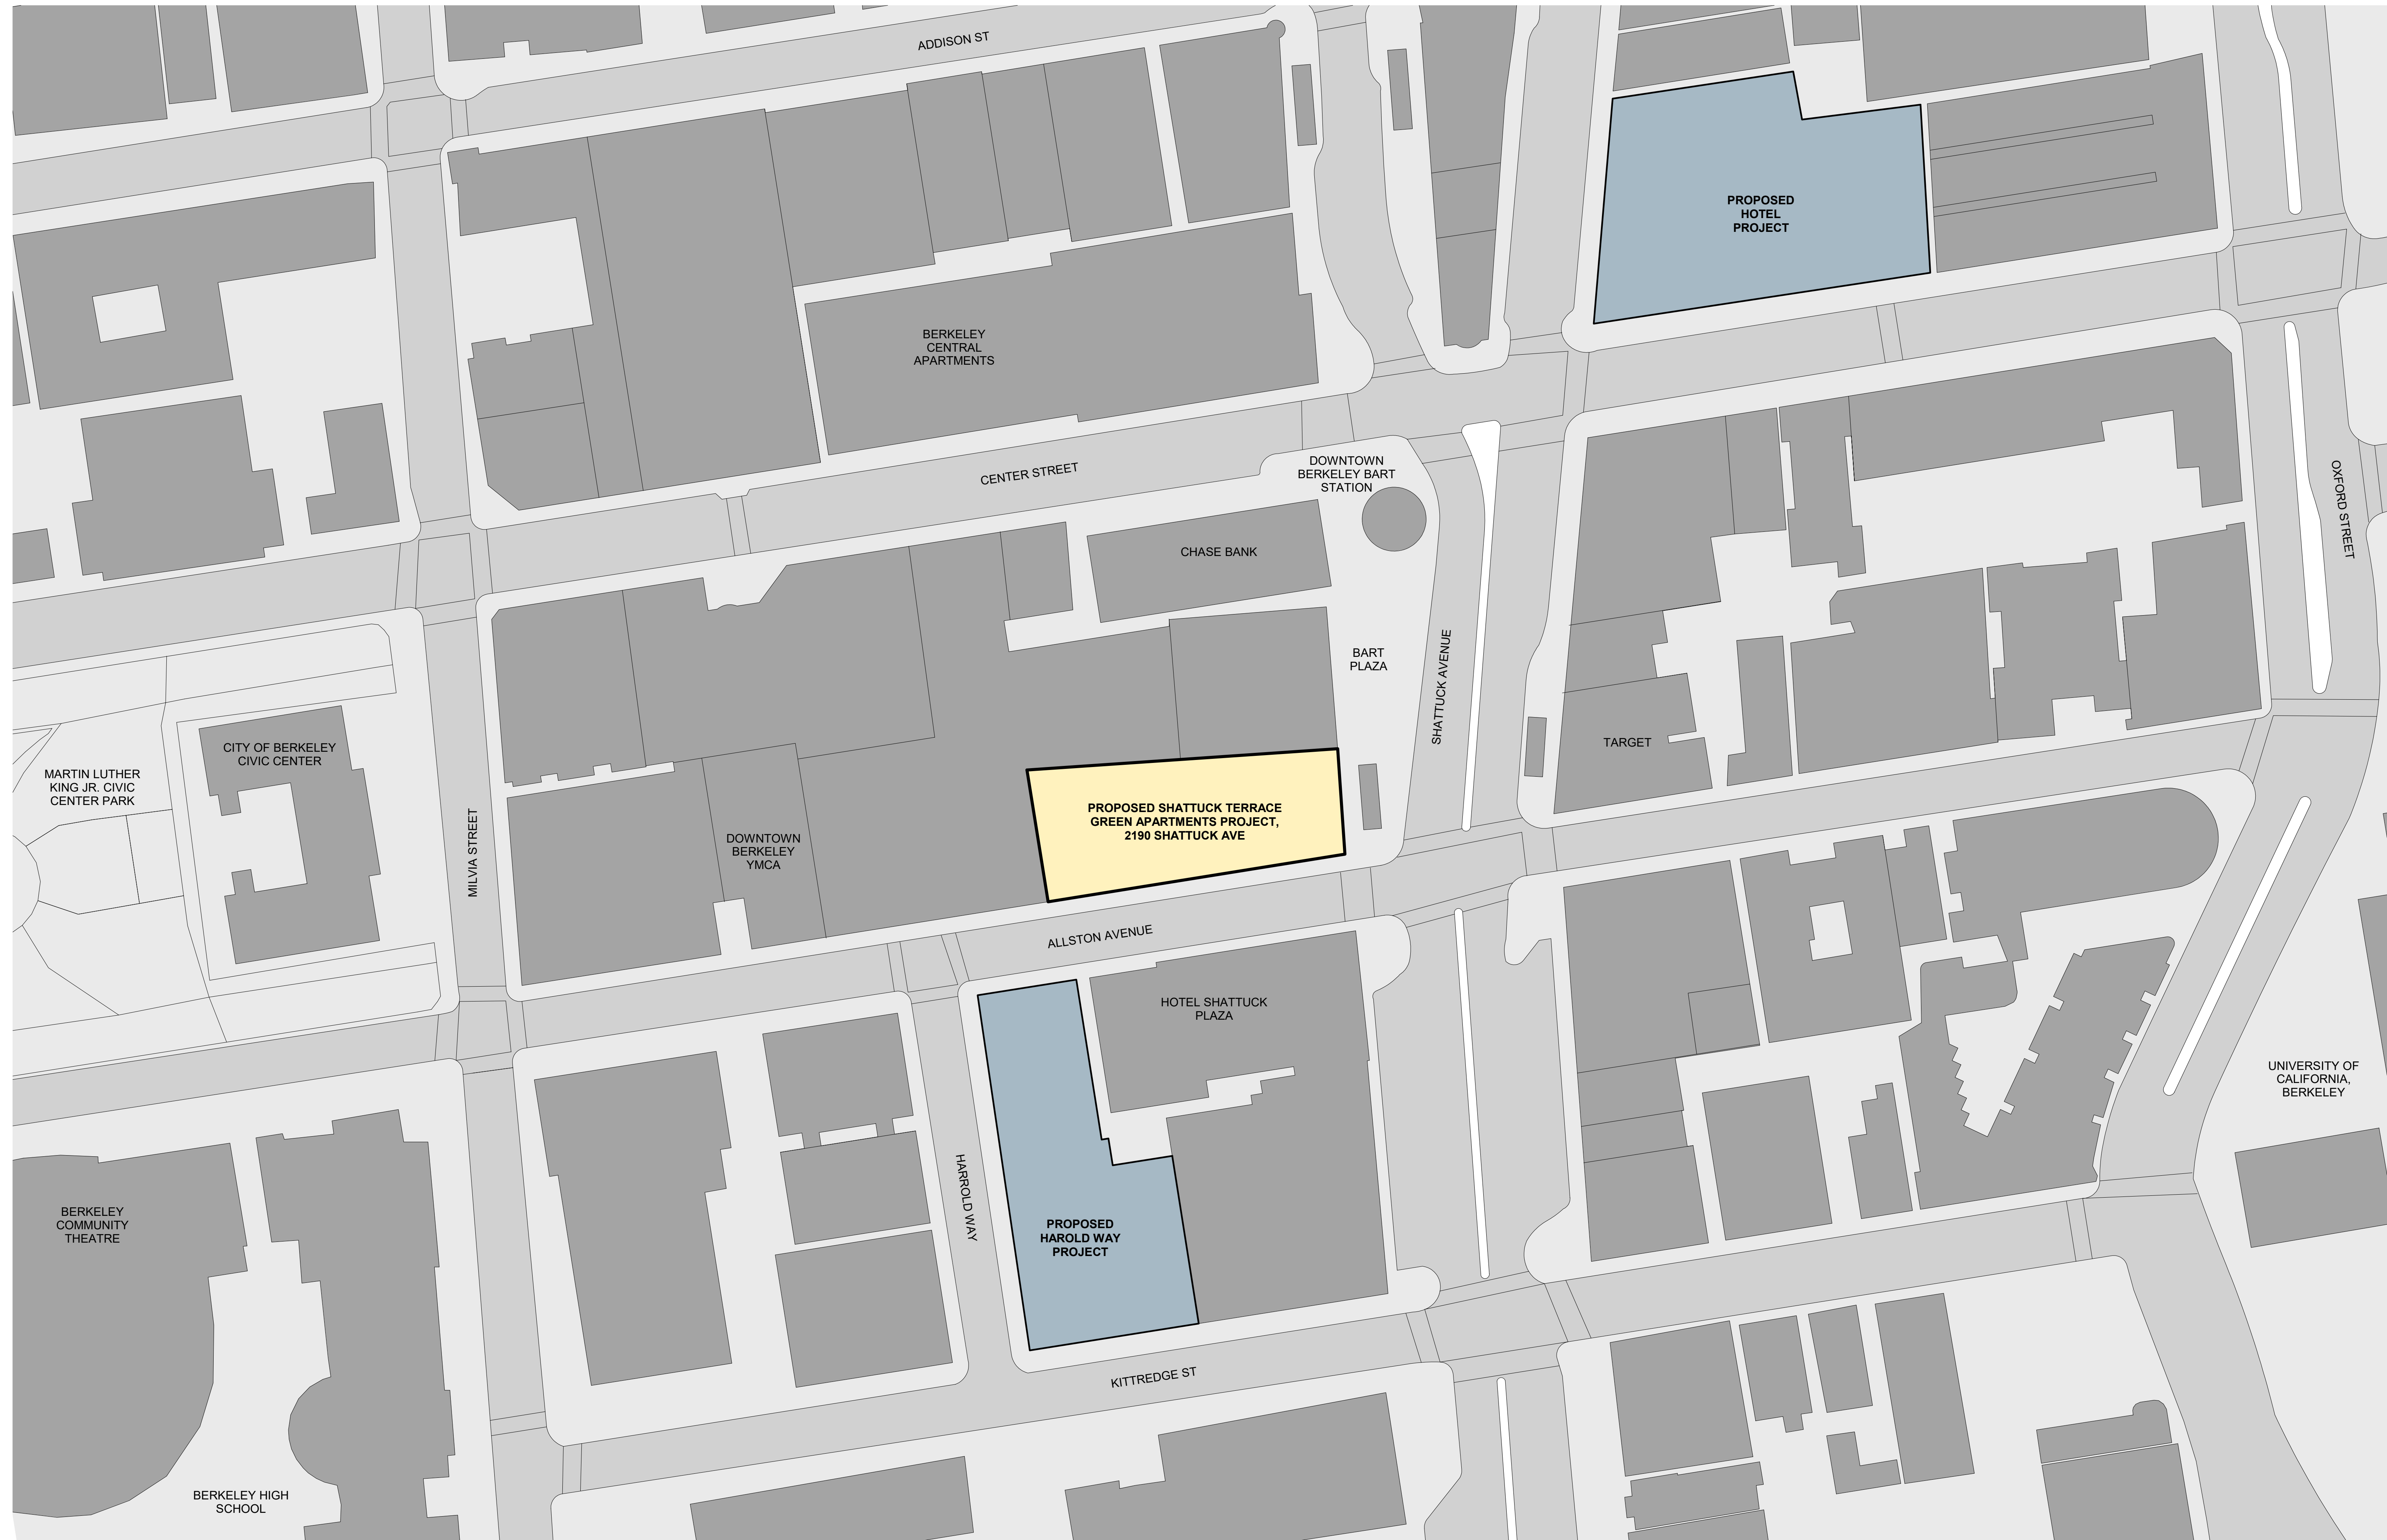 ADDISON ST
PROPOSED
HOTEL
PROJECT
BERKELEY
CENTRAL
APARTMENTS
CENTER STREET
DOWNTOWN
BERKELEY BART
STATION
OXFORD STREET
CHASE BANK
BART
PLAZA
SHATTUCK AVENUE
TARGET
CITY OF BERKELEY
CIVIC CENTER
MARTIN LUTHER
KING JR. CIVIC
CENTER PARK
MILVIA STREET
DOWNTOWN
BERKELEY
YMCA
PROPOSED SHATTUCK TERRACE
GREEN APARTMENTS PROJECT,
2190 SHATTUCK AVE
ALLSTON AVENUE
HOTEL SHATTUCK
PLAZA
UNIVERSITY OF
CALIFORNIA,
BERKELEY
HARROLD WAY
BERKELEY
COMMUNITY
THEATRE
PROPOSED
HAROLD WAY
PROJECT
KITTREDGE ST
BERKELEY HIGH
SCHOOL